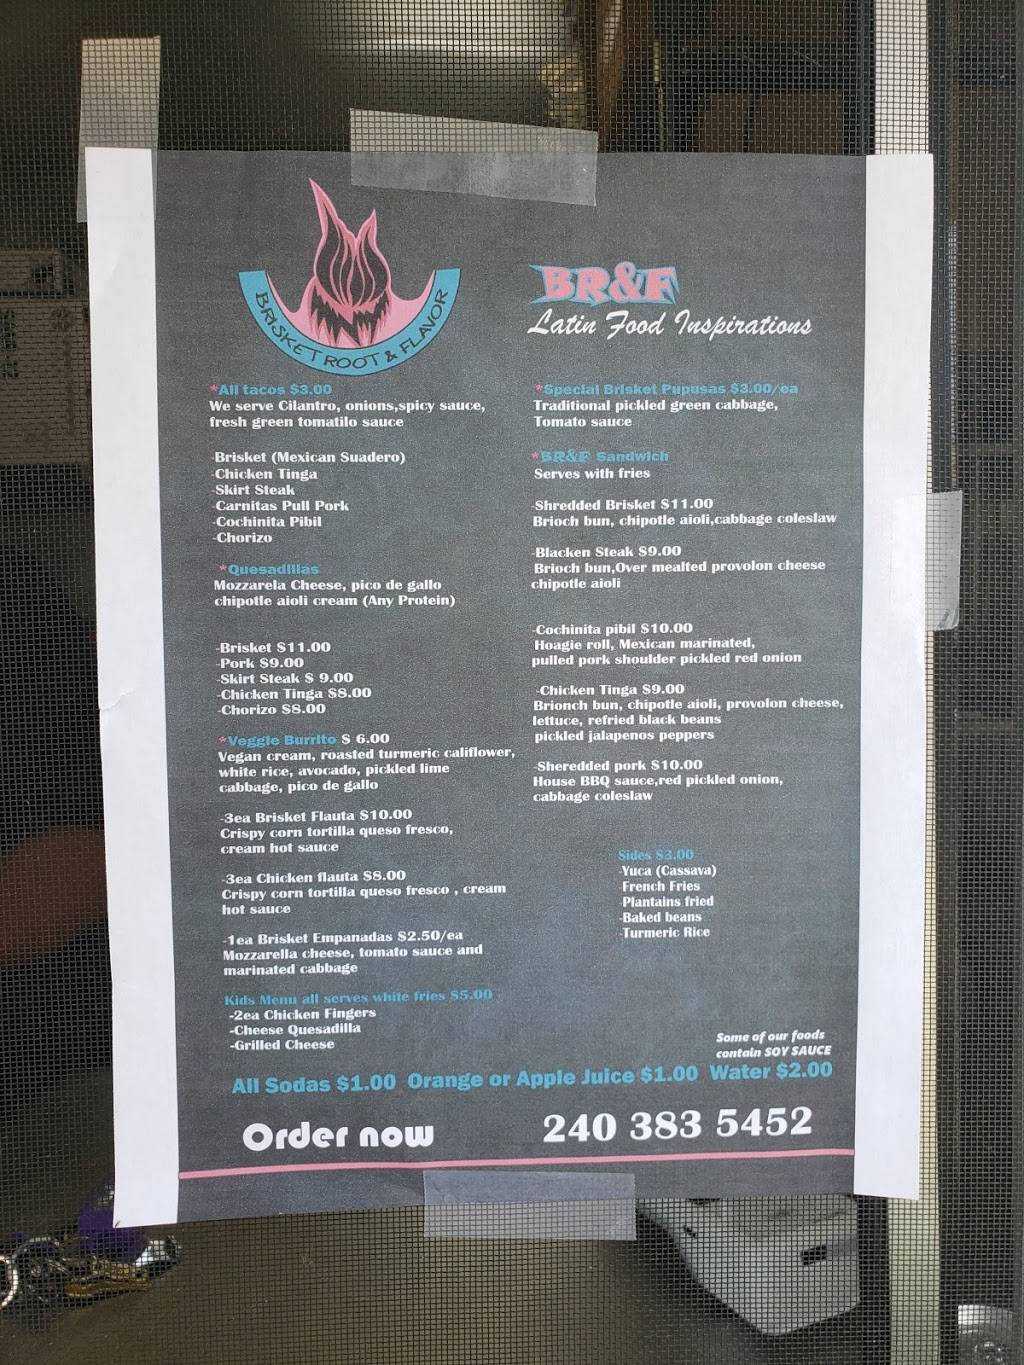 BRISKET ROOT & FLAVOR
BR&F
Latin Food Inspirations
*All tacos $3.00
We serve Cilantro, onions,spicy sauce,
fresh green tomatilo sauce
-Brisket (Mexican Suadero)
-Chicken Tinga
-Skirt Steak
-Carnitas Pull Pork
-Cochinita Pibil
-Chorizo
*Quesadillas
Mozzarela Cheese, pico de gallo
chipotle aioli cream (Any Protein)
-Brisket $11.00
-Pork $9.00
-Skirt Steak $ 9.00
-Chicken Tinga $8.00
-Chorizo $8.00
*Veggie Burrito $ 6.00
Vegan cream, roasted turmeric califlower,
white rice, avocado, pickled lime
cabbage, pico de gallo
-3ea Brisket Flauta $10.00
Crispy corn tortilla queso fresco,
cream hot sauce
-3ea Chicken flauta $8.00
Crispy corn tortilla queso fresco , cream
hot sauce
-1ea Brisket Empanadas $2.50/ea
Mozzarella cheese, tomato sauce and
marinated cabbage
Kids Menu all serves white fries $5.00
-2ea Chicken Fingers
-Cheese Quesadilla
-Grilled Cheese
*Special Brisket Pupusas $3.00/ea
Traditional pickled green cabbage,
Tomato sauce
*BR&F Sandwich
Serves with fries
-Shredded Brisket $11.00
Brioch bun, chipotle aioli,cabbage coleslaw
-Blacken Steak $9.00
Brioch bun,Over mealted provolon cheese
chipotle aioli
-Cochinita pibil $10.00
Hoagie roll, Mexican marinated,
pulled pork shoulder pickled red onion
-Chicken Tinga $9.00
Brionch bun, chipotle aioli, provolon cheese,
lettuce, refried black beans
pickled jalapenos peppers
-Sheredded pork $10.00
House BBQ sauce,red pickled onion,
cabbage coleslaw
Sides $3.00
-Yuca (Cassava)
-French Fries
-Plantains fried
-Baked beans
-Turmeric Rice
Some of our foods
contain SOY SAUCE
All Sodas $1.00 Orange or Apple Juice $1.00 Water $2.00
Order now 240 383 5452